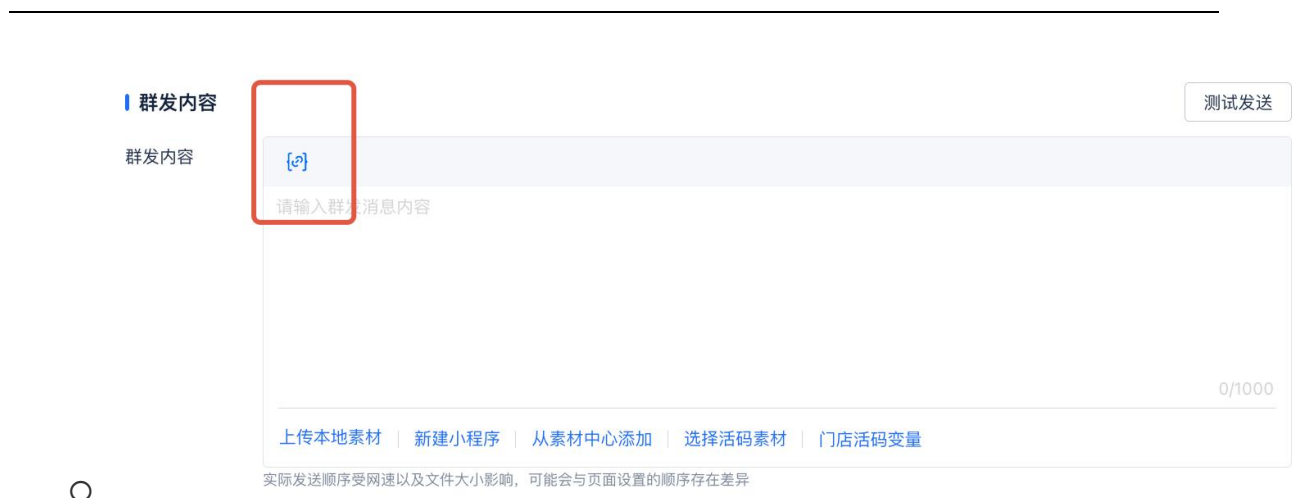 群发内容
测试发送
群发内容
请输入群发消息内容
0/1000
上传本地素材 新建小程序 从素材中心添加 选择活码素材 门店活码变量
实际发送顺序受网速以及文件大小影响，可能会与页面设置的顺序存在差异